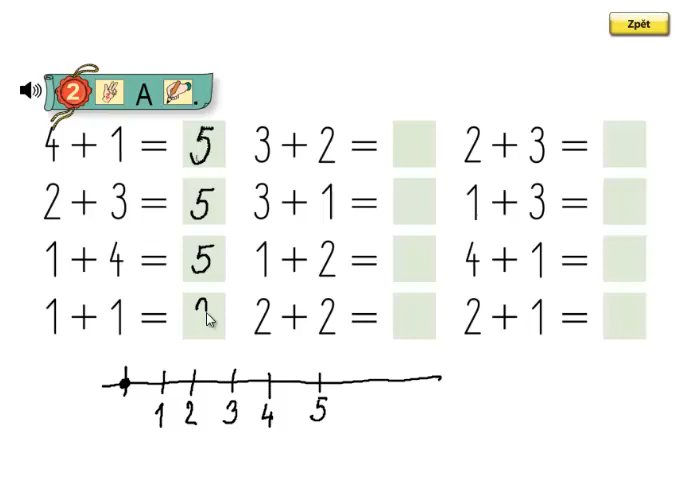 Zpět
2 A .
4 + 1 = 5 3 + 2 = 2 + 3 =
2 + 3 = 5 3 + 1 = 1 + 3 =
1 + 4 = 5 1 + 2 = 4 + 1 =
1 + 1 = 2 + 2 = 2 + 1 =
1 2 3 4 5